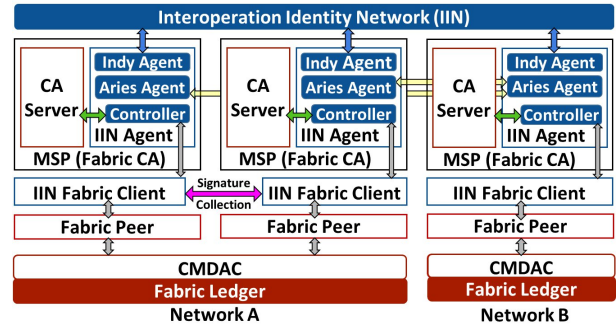 Interoperation Identity Network (IIN)
CA
Server
Indy Agent
Aries Agent
Controller
IIN Agent
MSP (Fabric CA)
CA
Server
Indy Agent
Aries Agent
Controller
IIN Agent
MSP (Fabric CA)
CA
Server
Indy Agent
Aries Agent
Controller
IIN Agent
MSP (Fabric CA)
IIN Fabric Client
Signature
Collection
IIN Fabric Client
IIN Fabric Client
Fabric Peer
Fabric Peer
Fabric Peer
CMDAC
CMDAC
Fabric Ledger
Fabric Ledger
Network A
Network B